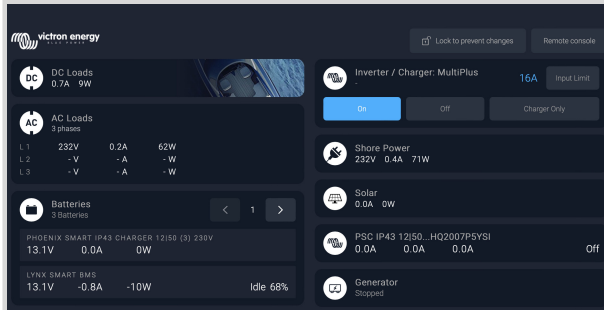 victron energy
BLUE POWER
Lock to prevent changes
Remote console
DC
DC Loads
0.7A 9W
AC
AC Loads
3 phases
L 1 232V 0.2A 62W
L 2 - V - A - W
L 3 - V - A - W
Batteries
3 Batteries
1
PHOENIX SMART IP43 CHARGER 12|50 (3) 230V
13.1V 0.0A 0W
LYNX SMART BMS
13.1V -0.8A -10W Idle 68%
Inverter / Charger: MultiPlus
-
16A
Input Limit
On
Off
Charger Only
Shore Power
232V 0.4A 71W
Solar
0.0A 0W
PSC IP43 12|50...HQ2007P5YSI
0.0A 0.0A 0.0A Off
Generator
Stopped